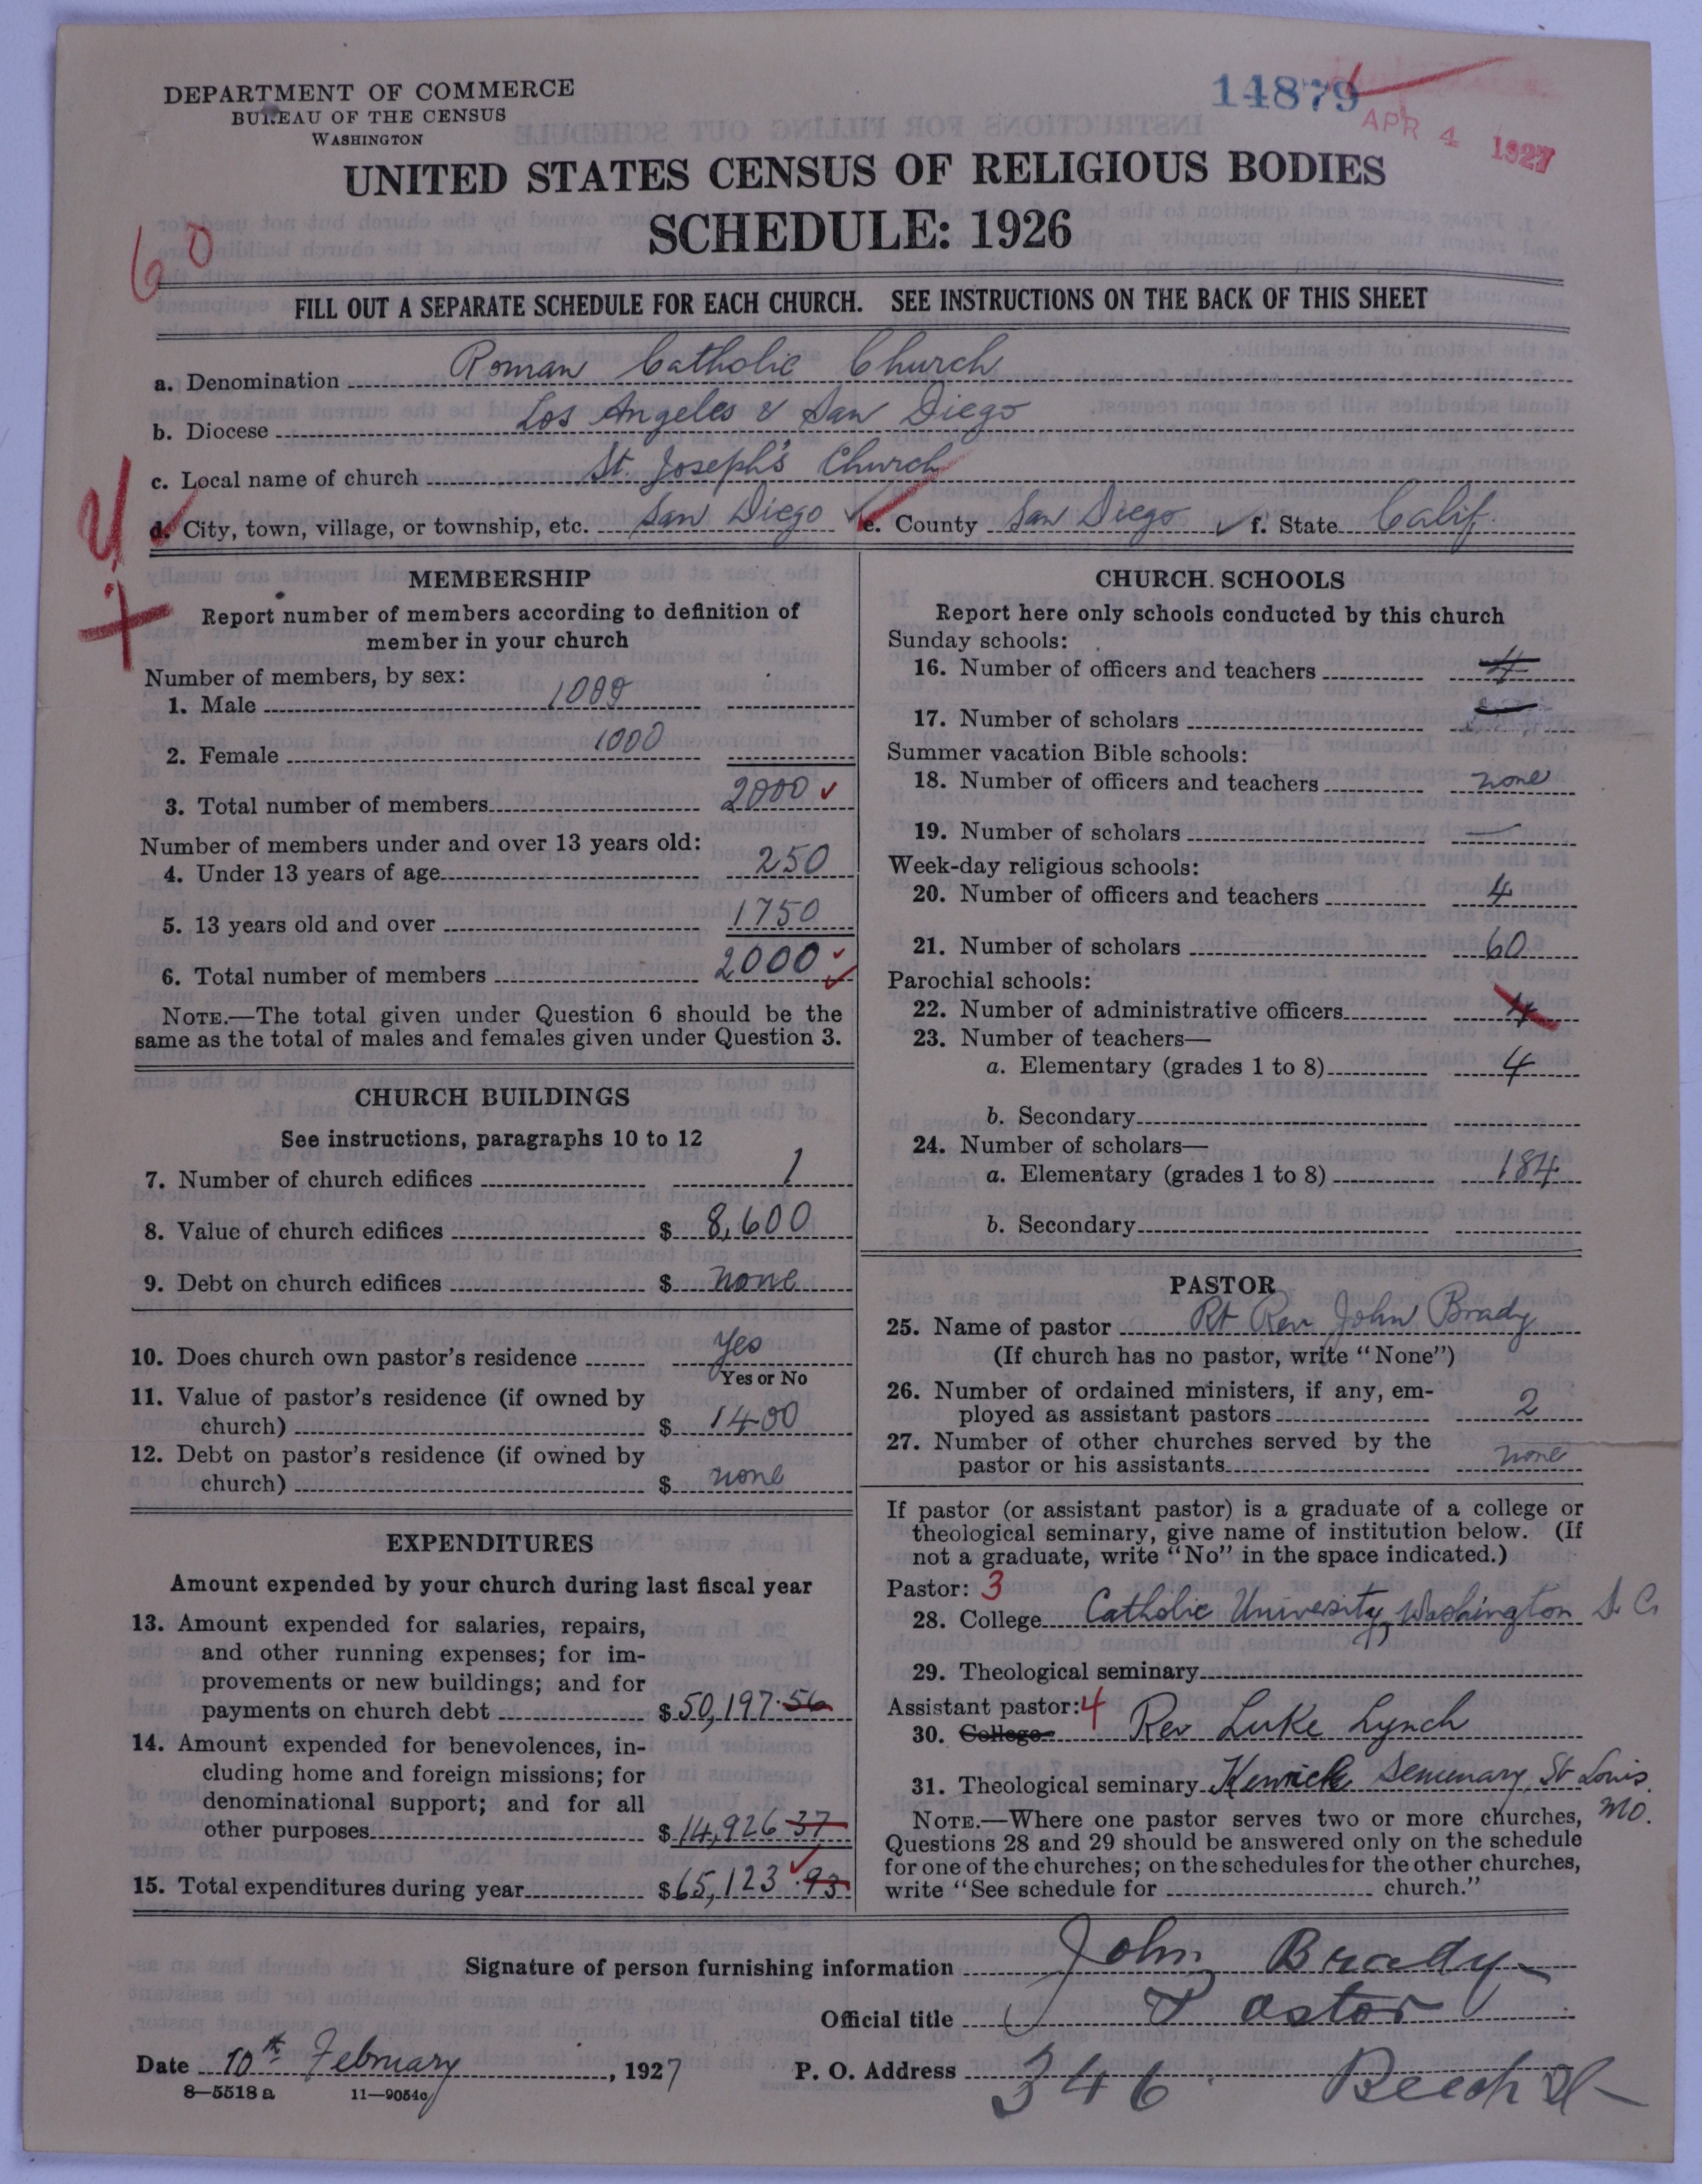 DEPARTMENT OF COMMERCE
BUREAU OF THE CENSUS
WASHINGTON
14879
APR 4 1927
UNITED STATES CENSUS OF RELIGIOUS BODIES
SCHEDULE: 1926
60
FILL OUT A SEPARATE SCHEDULE FOR EACH CHURCH. SEE INSTRUCTIONS ON THE BACK OF THIS SHEET
a. Denomination Roman Catholic Church
b. Diocese Los Angeles & San Diego
c. Local name of church St. Joseph's Church
d. City, town, village, or township, etc. San Diego e. County San Diego f. State Calif.
MEMBERSHIP
Report number of members according to definition of
member in your church
Number of members, by sex:
1. Male 1000
2. Female 1000
3. Total number of members 2000
Number of members under and over 13 years old:
4. Under 13 years of age 250
5. 13 years old and over 1750
6. Total number of members 2000
NOTE.—The total given under Question 6 should be the
same as the total of males and females given under Question 3.
CHURCH BUILDINGS
See instructions, paragraphs 10 to 12
7. Number of church edifices 1
8. Value of church edifices $ 8,600
9. Debt on church edifices $ none
10. Does church own pastor's residence Yes
Yes or No
11. Value of pastor's residence (if owned by
church) $ 1400
12. Debt on pastor's residence (if owned by
church) $ none
EXPENDITURES
Amount expended by your church during last fiscal year
13. Amount expended for salaries, repairs,
and other running expenses; for im-
provements or new buildings; and for
payments on church debt $ 50,197.56
14. Amount expended for benevolences, in-
cluding home and foreign missions; for
denominational support; and for all
other purposes $ 14,926 37
15. Total expenditures during year $ 65,123.93
CHURCH SCHOOLS
Report here only schools conducted by this church
Sunday schools:
16. Number of officers and teachers 4
17. Number of scholars
Summer vacation Bible schools:
18. Number of officers and teachers none
19. Number of scholars —
Week-day religious schools:
20. Number of officers and teachers 4
21. Number of scholars 60
Parochial schools:
22. Number of administrative officers 4
23. Number of teachers—
a. Elementary (grades 1 to 8) 4
b. Secondary
24. Number of scholars—
a. Elementary (grades 1 to 8) 184
b. Secondary
PASTOR
25. Name of pastor Rt Rev John Brady
(If church has no pastor, write "None")
26. Number of ordained ministers, if any, em-
ployed as assistant pastors 2
27. Number of other churches served by the
pastor or his assistants none
If pastor (or assistant pastor) is a graduate of a college or
theological seminary, give name of institution below. (If
not a graduate, write "No" in the space indicated.)
Pastor: 3
28. College Catholic University, Washington D. C.
29. Theological seminary
Assistant pastor: 4
30. College Rev Luke Lynch
31. Theological seminary Kenrick Seminary, St Louis
Mo.
NOTE.—Where one pastor serves two or more churches,
Questions 28 and 29 should be answered only on the schedule
for one of the churches; on the schedules for the other churches,
write "See schedule for church."
Signature of person furnishing information John Brady
Official title Pastor
Date 10th February, 1927 P. O. Address 346 Beech St
8—5518 a 11—9054